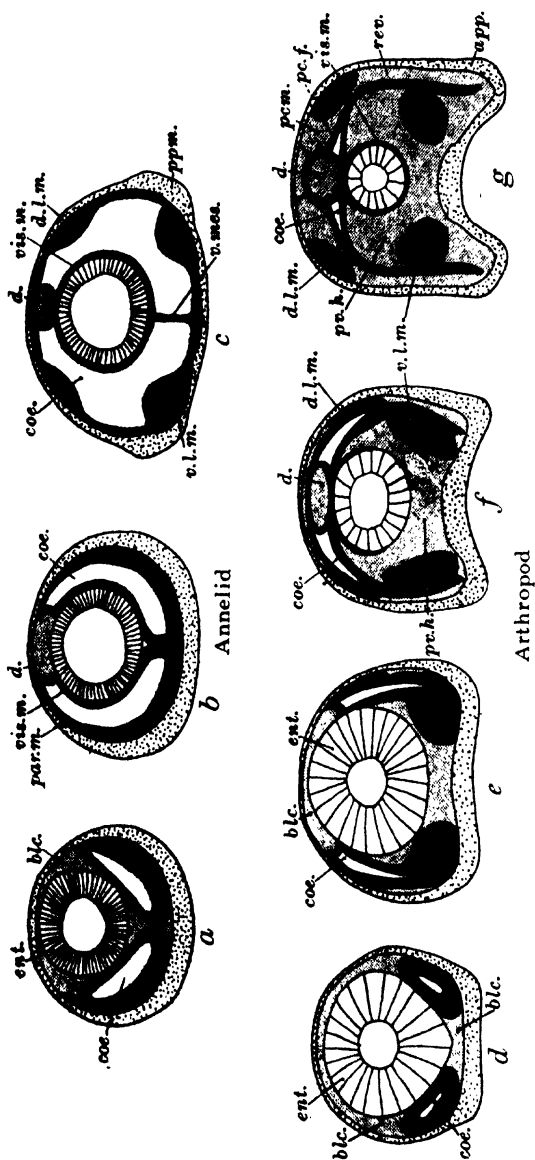 ent.
blc.
coe.
a
vis.m.
par.m.
d.
coe.
b
Annelid
coe.
d.
vis.m.
d.l.m.
ppm.
v.mes.
v.l.m.
c
ent.
blc.
blc.
coe.
d
blc.
ent.
coe.
e
coe.
d.
d.l.m.
pv.h.
f
v.l.m.
d.l.m.
coe.
d.
pcm.
pc.f.
vis.m.
rev.
app.
pv.h.
g
Arthropod